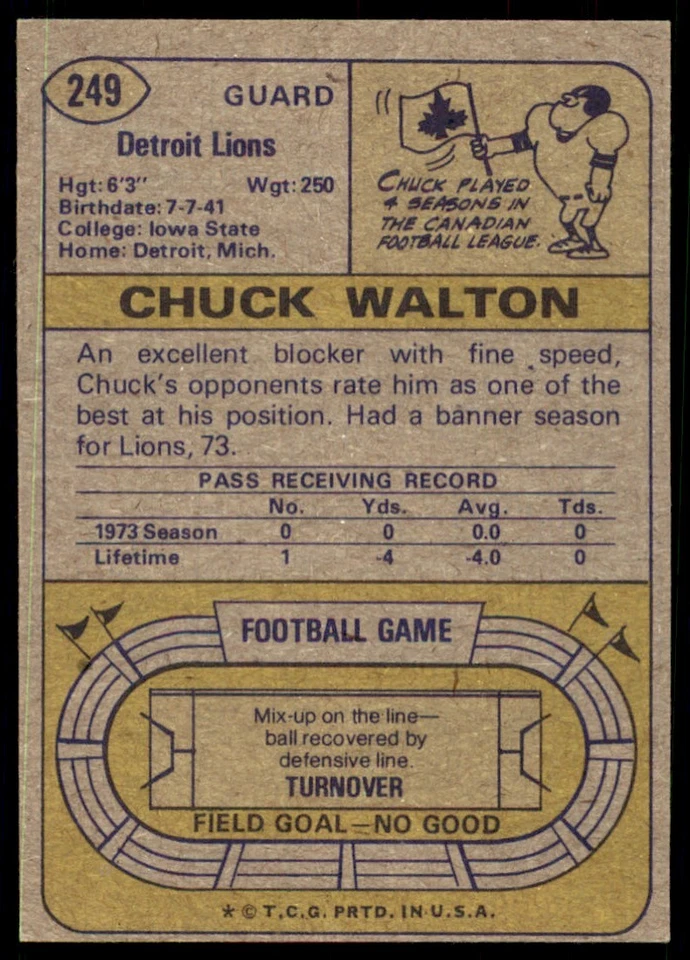 249
GUARD
Detroit Lions
Hgt: 6'3" Wgt: 250
Birthdate: 7-7-41
College: Iowa State
Home: Detroit, Mich.
CHUCK PLAYED
4 SEASONS IN
THE CANADIAN
FOOTBALL LEAGUE.
CHUCK WALTON
An excellent blocker with fine speed,
Chuck's opponents rate him as one of the
best at his position. Had a banner season
for Lions, 73.
PASS RECEIVING RECORD
No. Yds. Avg. Tds.
1973 Season 0 0 0.0 0
Lifetime 1 -4 -4.0 0
FOOTBALL GAME
Mix-up on the line—
ball recovered by
defensive line.
TURNOVER
FIELD GOAL—NO GOOD
* © T.C.G. PRTD. IN U.S.A.